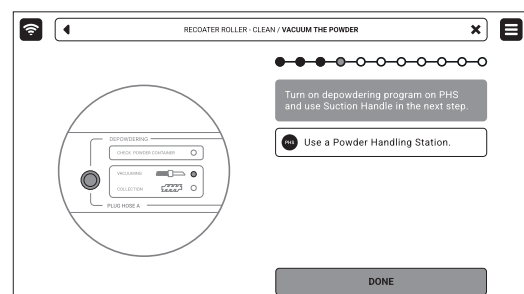 RECOATER ROLLER - CLEAN / VACUUM THE POWDER
Turn on depowdering program on PHS
and use Suction Handle in the next step.
PHS Use a Powder Handling Station.
DEPOWDERING
CHECK POWDER CONTAINER
VACUUMING
COLLECTION
PLUG HOSE A
DONE